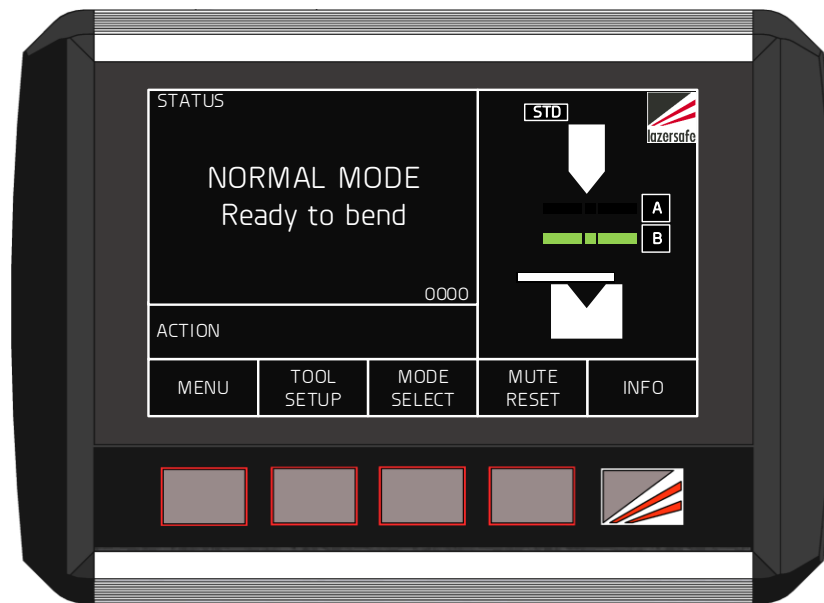 STATUS
NORMAL MODE
Ready to bend
0000
ACTION
STD
lazersafe
A
B
MENU
TOOL
SETUP
MODE
SELECT
MUTE
RESET
INFO